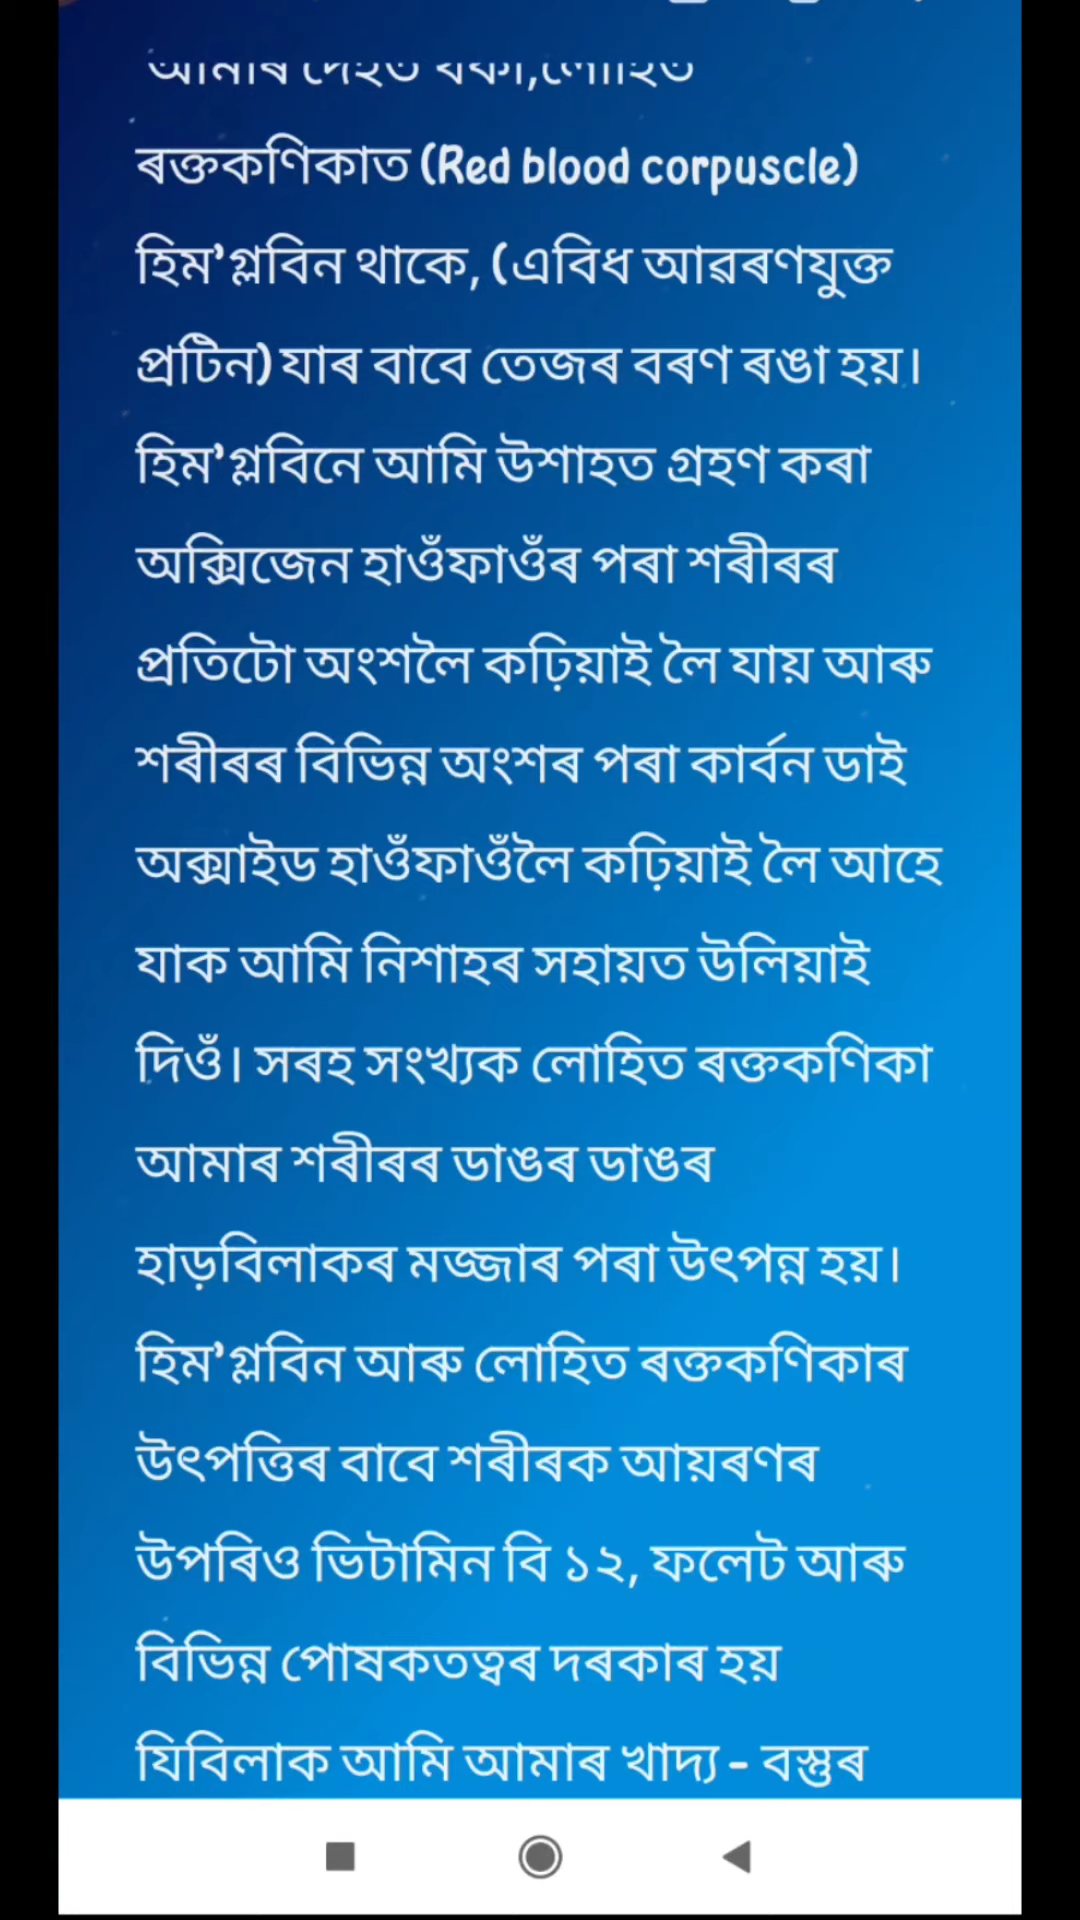 আমাৰ দেহত থকা,লোহিত
ৰক্তকণিকাত (Red blood corpuscle)
হিম’গ্লবিন থাকে, (এবিধ আৱৰণযুক্ত
প্ৰটিন) যাৰ বাবে তেজৰ বৰণ ৰঙা হয়।
হিম’গ্লবিনে আমি উশাহত গ্ৰহণ কৰা
অক্সিজেন হাওঁফাওঁৰ পৰা শৰীৰৰ
প্ৰতিটো অংশলৈ কঢ়িয়াই লৈ যায় আৰু
শৰীৰৰ বিভিন্ন অংশৰ পৰা কাৰ্বন ডাই
অক্সাইড হাওঁফাওঁলৈ কঢ়িয়াই লৈ আহে
যাক আমি নিশাহৰ সহায়ত উলিয়াই
দিওঁ। সৰহ সংখ্যক লোহিত ৰক্তকণিকা
আমাৰ শৰীৰৰ ডাঙৰ ডাঙৰ
হাড়বিলাকৰ মজ্জাৰ পৰা উৎপন্ন হয়।
হিম’গ্লবিন আৰু লোহিত ৰক্তকণিকাৰ
উৎপত্তিৰ বাবে শৰীৰক আয়ৰণৰ
উপৰিও ভিটামিন বি ১২, ফলেট আৰু
বিভিন্ন পোষকতত্বৰ দৰকাৰ হয়
যিবিলাক আমি আমাৰ খাদ্য - বস্তুৰ